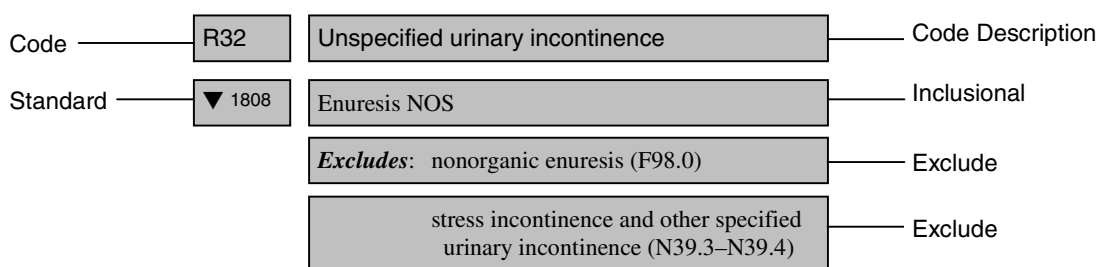 Code R32 Unspecified urinary incontinence Code Description
Standard ▼ 1808 Enuresis NOS Inclusional
Excludes: nonorganic enuresis (F98.0) Exclude
stress incontinence and other specified Exclude
urinary incontinence (N39.3–N39.4)